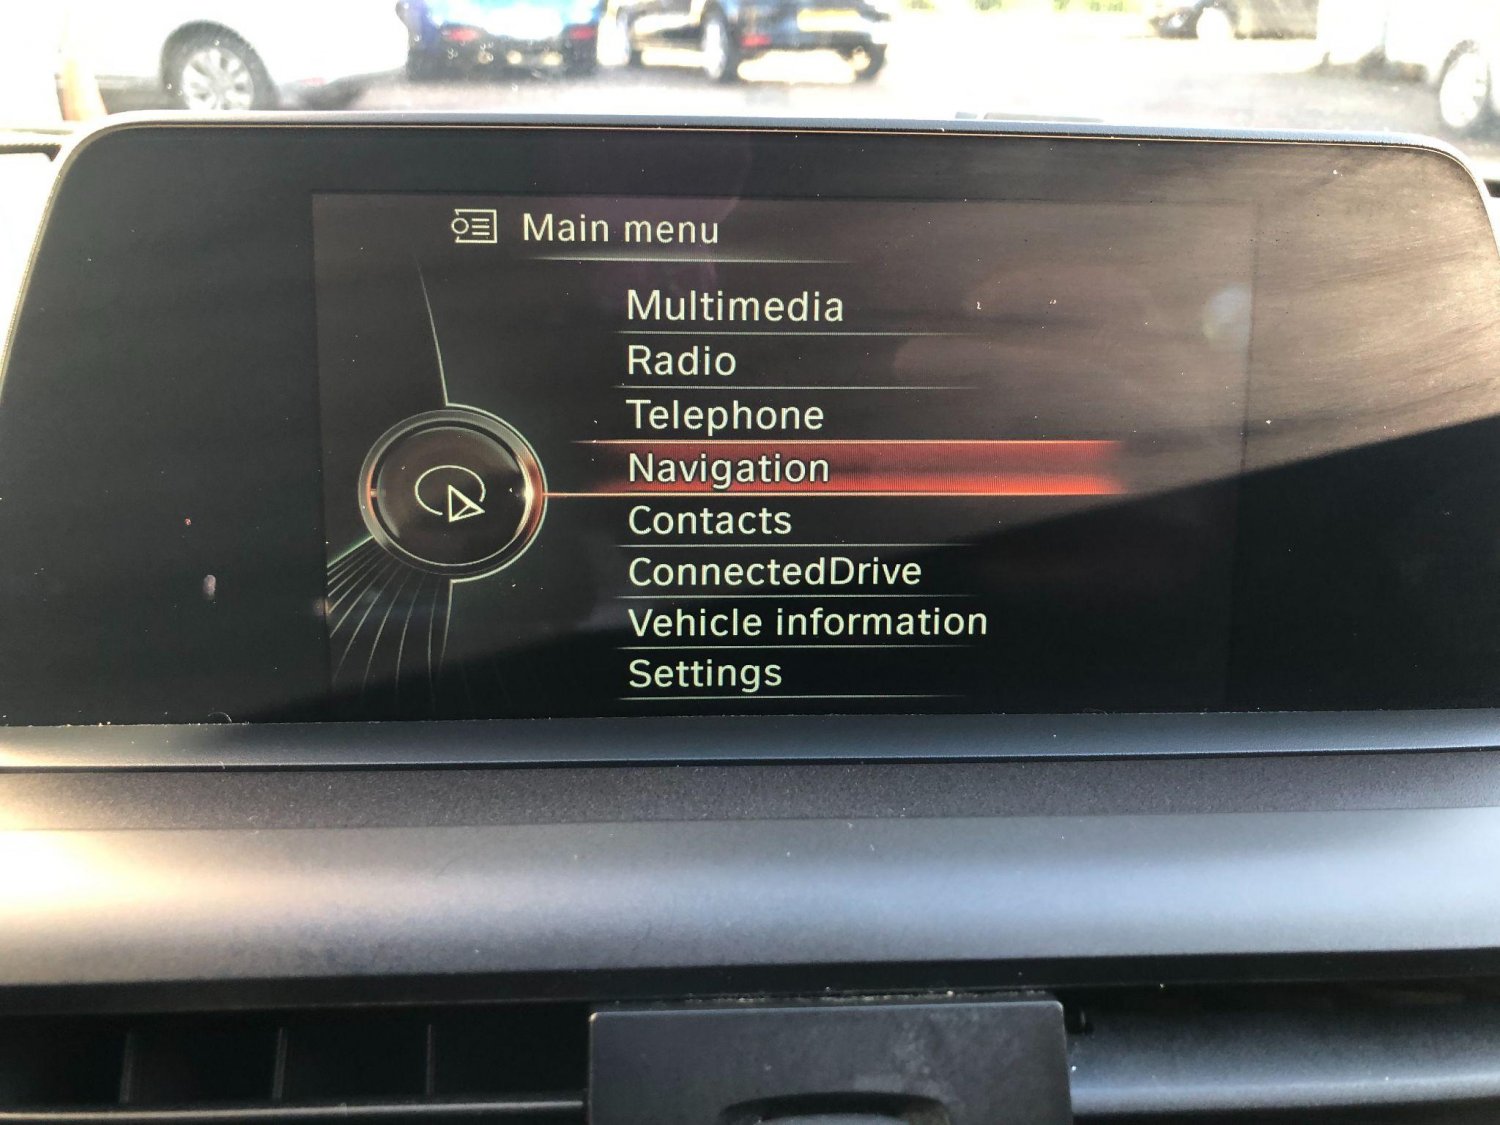 Main menu
Multimedia
Radio
Telephone
Navigation
Contacts
ConnectedDrive
Vehicle information
Settings